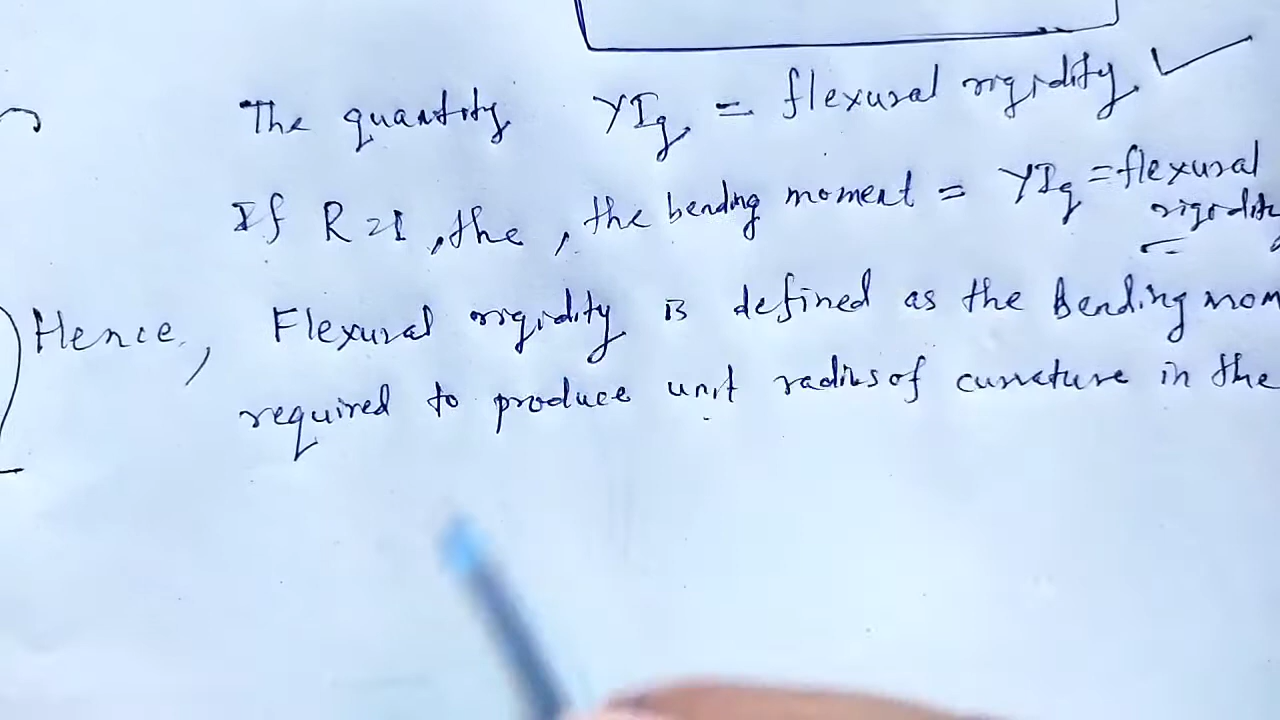 The quantity YIg = flexural rigidity
If R=1, the, the bending moment = YIg = flexural
rigidity
Hence, Flexural rigidity is defined as the Bending mom
required to produce unit radius of curvature in the